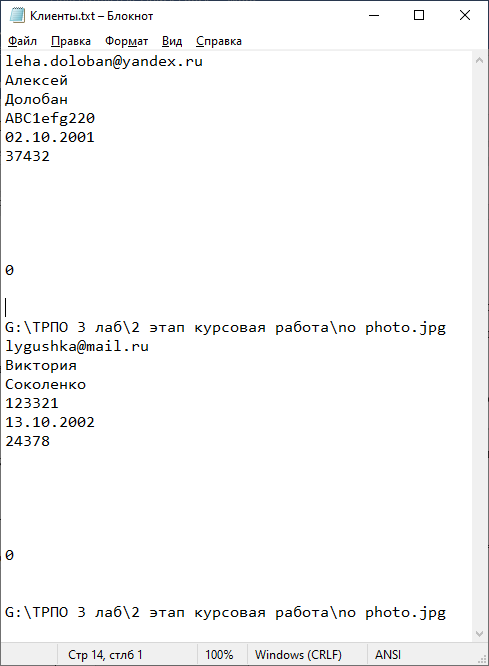 Клиенты.txt – Блокнот
Файл Правка Формат Вид Справка
leha.doloban@yandex.ru
Алексей
Долобан
ABC1efg220
02.10.2001
37432
0
G:\ТРПО 3 лаб\2 этап курсовая работа\no photo.jpg
lygushka@mail.ru
Виктория
Соколенко
123321
13.10.2002
24378
0
G:\ТРПО 3 лаб\2 этап курсовая работа\no photo.jpg
Стр 14, стлб 1 100% Windows (CRLF) ANSI